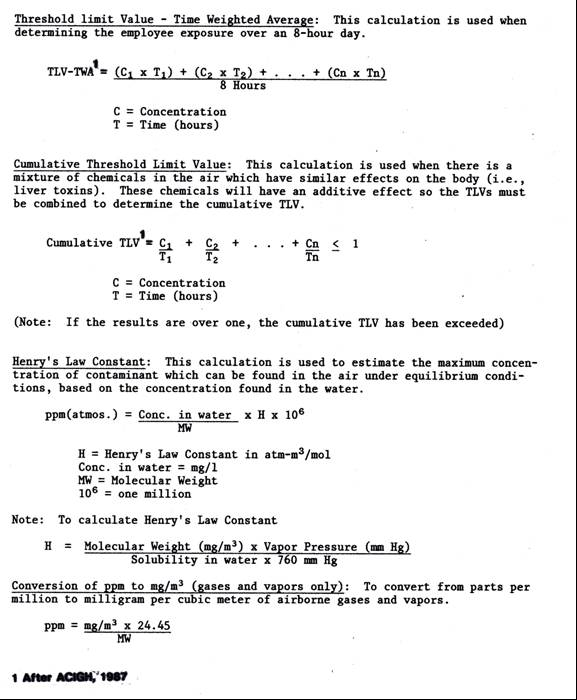 Threshold limit Value - Time Weighted Average: This calculation is used when
determining the employee exposure over an 8-hour day.
TLV-TWA¹= (C₁ x T₁) + (C₂ x T₂) + . . . + (Cn x Tn)
8 Hours
C = Concentration
T = Time (hours)
Cumulative Threshold Limit Value: This calculation is used when there is a
mixture of chemicals in the air which have similar effects on the body (i.e.,
liver toxins). These chemicals will have an additive effect so the TLVs must
be combined to determine the cumulative TLV.
Cumulative TLV¹= C₁ + C₂ + . . . + Cn ≤ 1
T₁ T₂ Tn
C = Concentration
T = Time (hours)
(Note: If the results are over one, the cumulative TLV has been exceeded)
Henry's Law Constant: This calculation is used to estimate the maximum concen-
tration of contaminant which can be found in the air under equilibrium condi-
tions, based on the concentration found in the water.
ppm(atmos.) = Conc. in water x H x 10⁶
MW
H = Henry's Law Constant in atm-m³/mol
Conc. in water = mg/l
MW = Molecular Weight
10⁶ = one million
Note: To calculate Henry's Law Constant
H = Molecular Weight (mg/m³) x Vapor Pressure (mm Hg)
Solubility in water x 760 mm Hg
Conversion of ppm to mg/m³ (gases and vapors only): To convert from parts per
million to milligram per cubic meter of airborne gases and vapors.
ppm = mg/m³ x 24.45
MW
1 After ACIGH, 1987